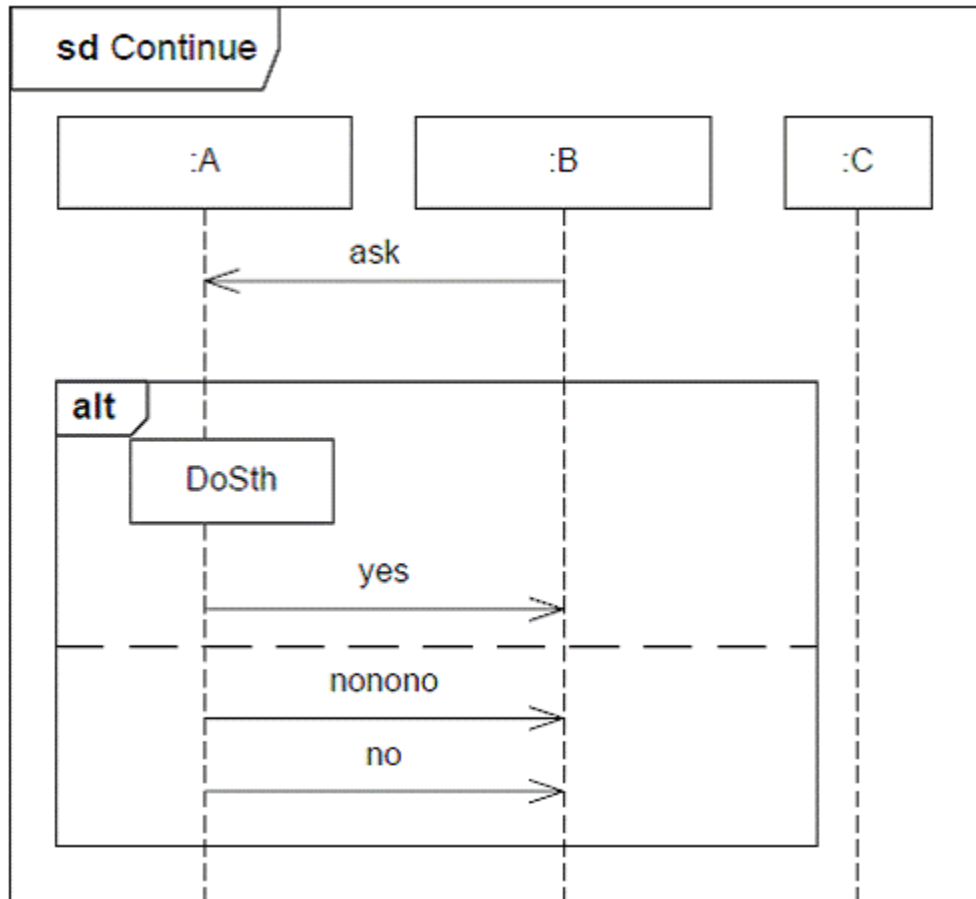 sd Continue
:A
:B
:C
ask
alt
DoSth
yes
nonono
no